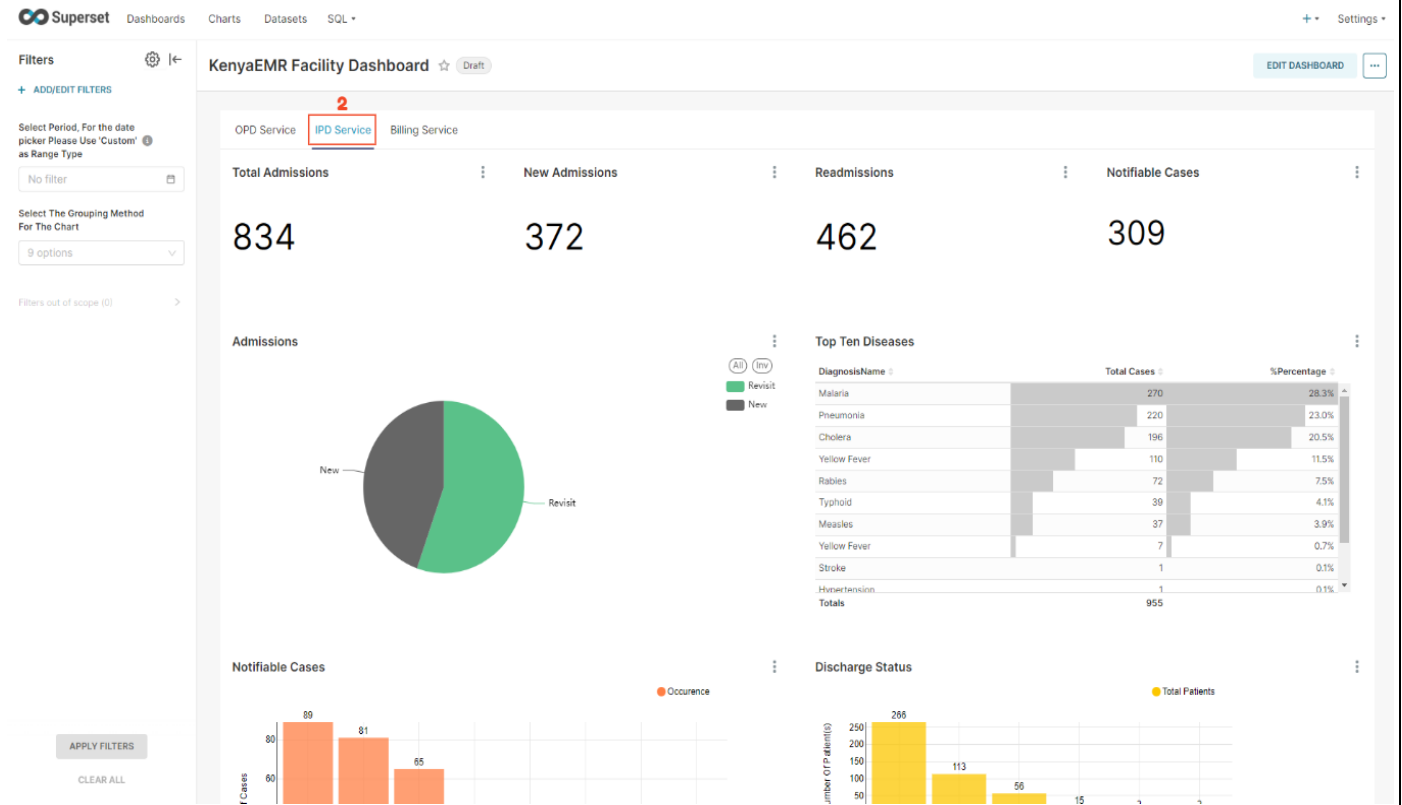 Superset Dashboards Charts Datasets SQL + Settings
Filters
+ ADD/EDIT FILTERS
Select Period, For the date
picker Please Use 'Custom'
as Range Type
No filter
Select The Grouping Method
For The Chart
9 options
Filters out of scope (0)
APPLY FILTERS
CLEAR ALL
KenyaEMR Facility Dashboard Draft EDIT DASHBOARD ...
2
OPD Service IPD Service Billing Service
Total Admissions New Admissions Readmissions Notifiable Cases
834 372 462 309
Admissions
All Inv
Revisit
New
New
Revisit
Top Ten Diseases
DiagnosisName Total Cases %Percentage
Malaria 270 28.3%
Pneumonia 220 23.0%
Cholera 196 20.5%
Yellow Fever 110 11.5%
Rabies 72 7.5%
Typhoid 39 4.1%
Measles 37 3.9%
Yellow Fever 7 0.7%
Stroke 1 0.1%
Hypertension 1 0.1%
Totals 955
Notifiable Cases
Occurence
89
81
65
80
60
f Cases
Discharge Status
Total Patients
266
113
56
15
250
200
150
100
50
umber Of Patient(s)